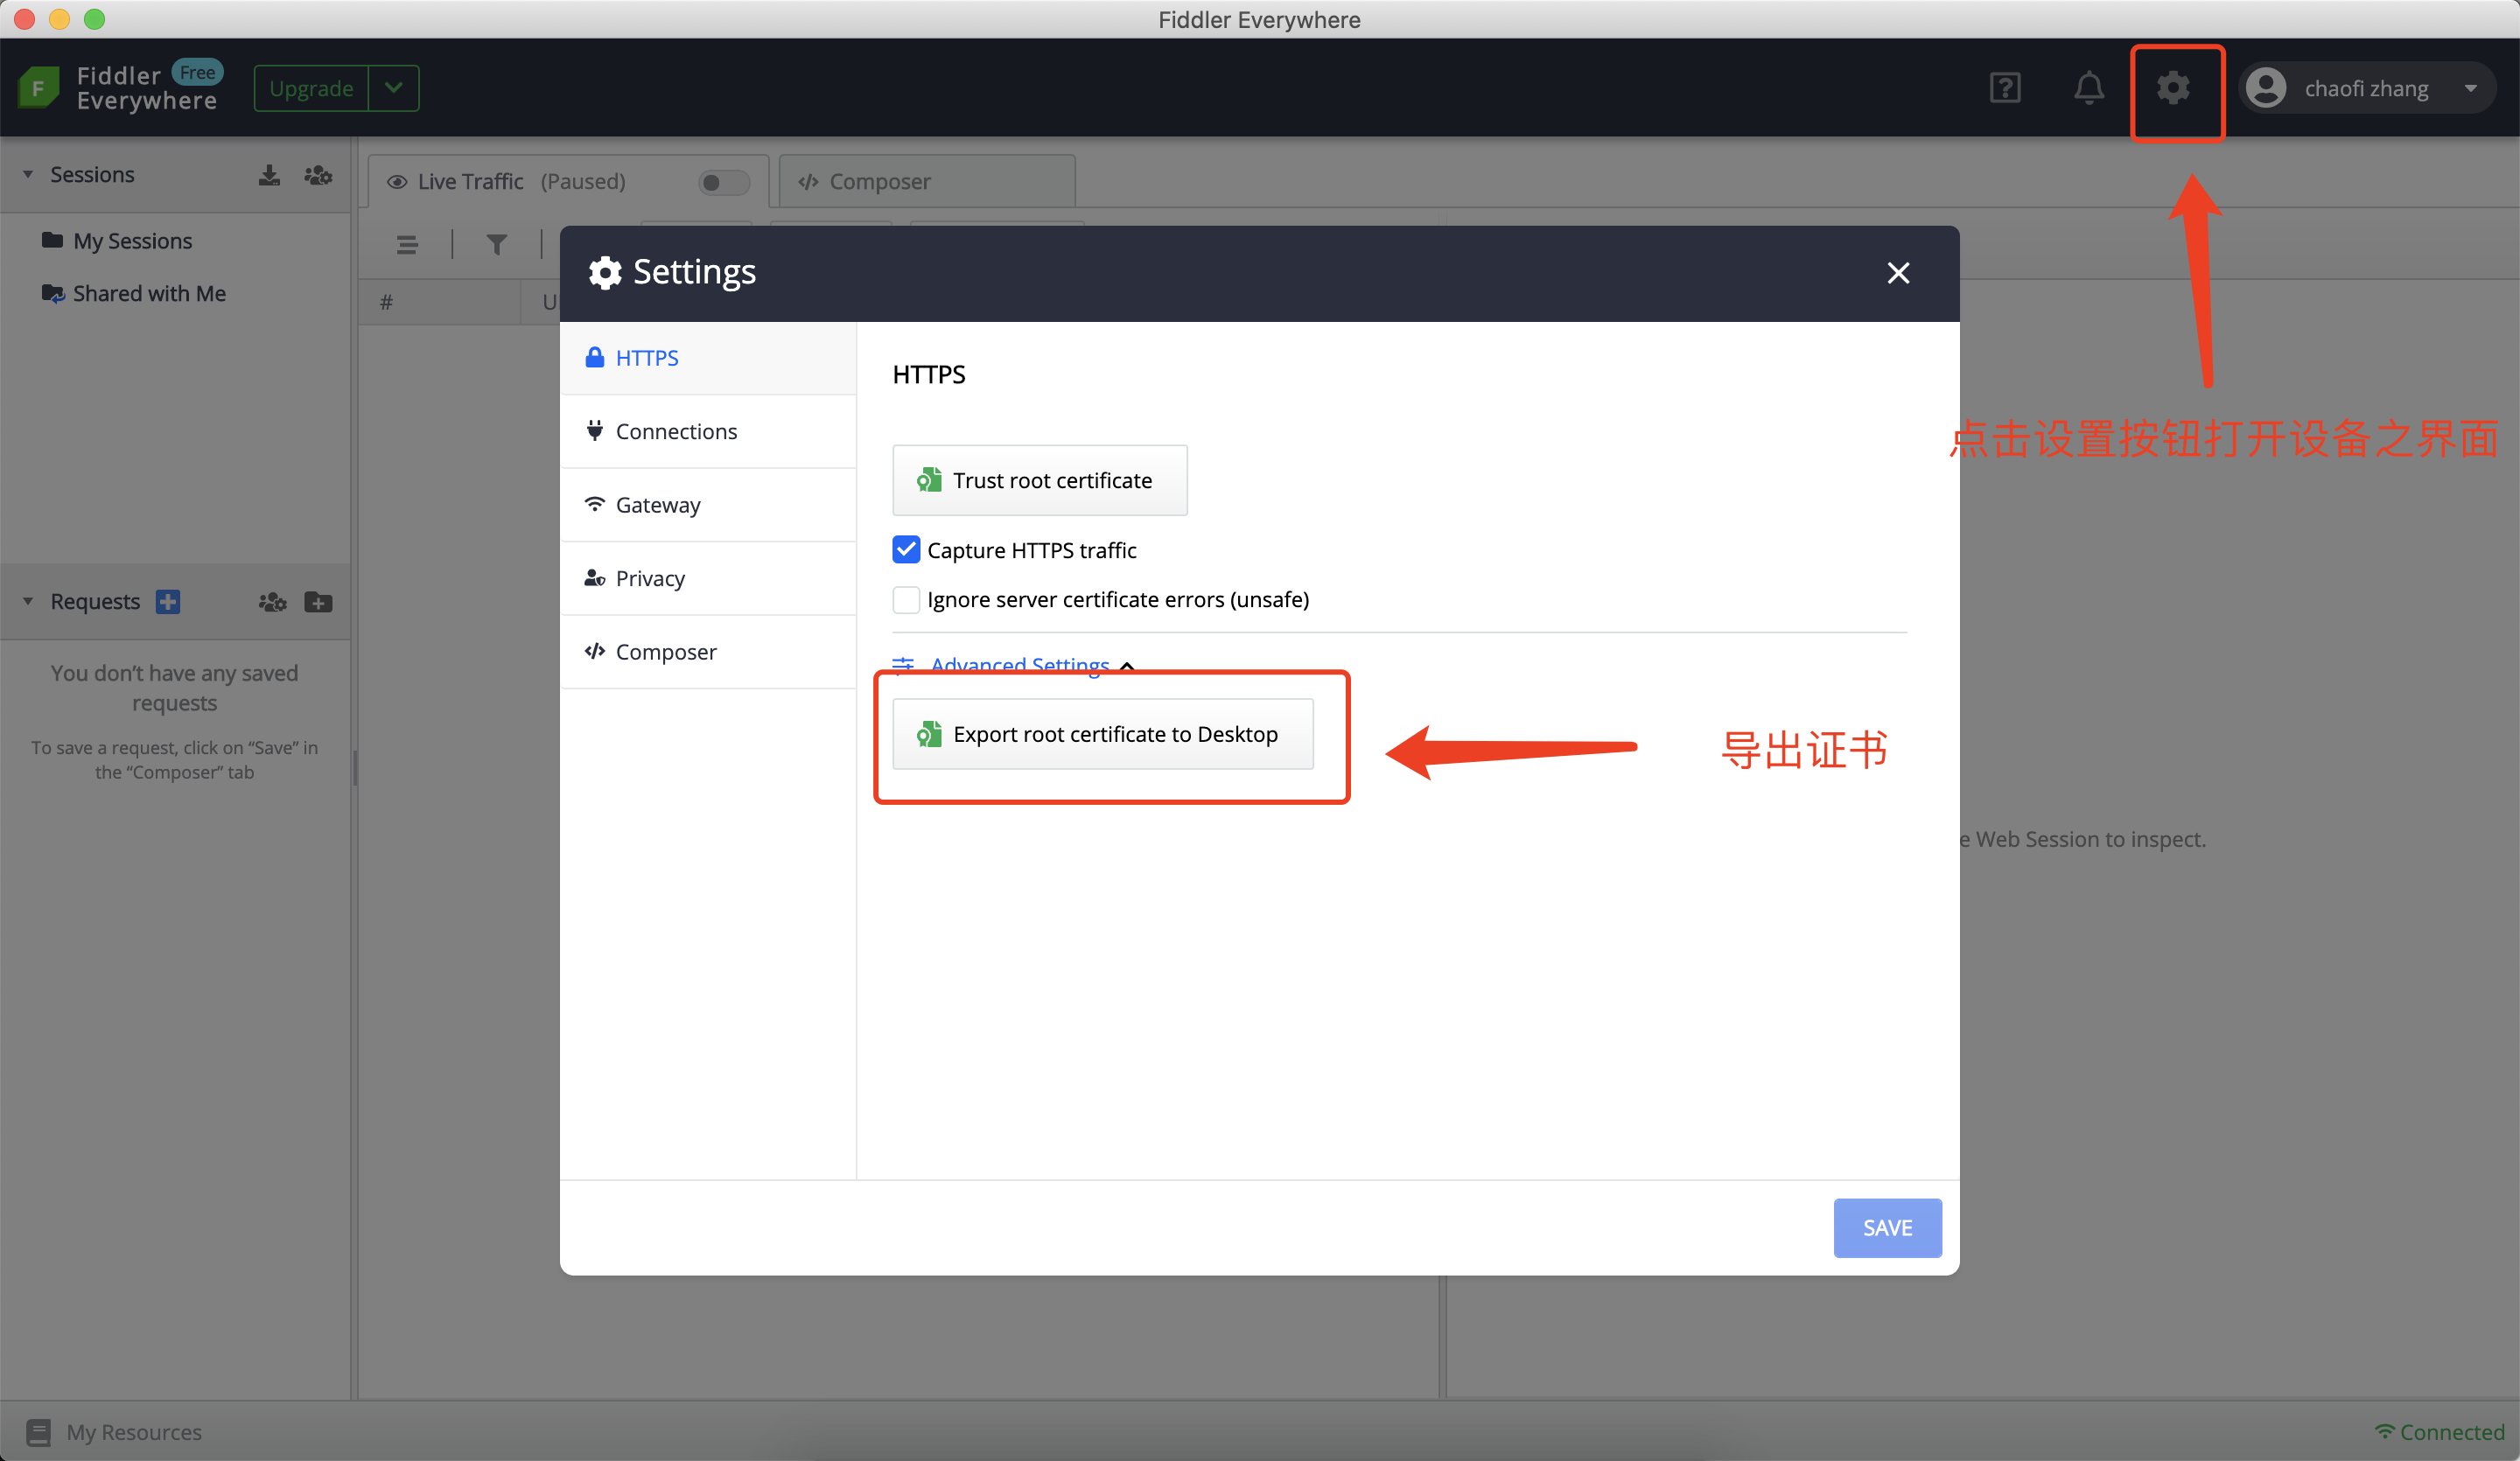 Fiddler Everywhere
Fiddler Free
Everywhere
Upgrade
chaofi zhang
Sessions
My Sessions
Shared with Me
Live Traffic (Paused)
Composer
#
U
Requests
You don’t have any saved
requests
To save a request, click on “Save” in
the “Composer” tab
Settings
HTTPS
Connections
Gateway
Privacy
Composer
HTTPS
Trust root certificate
Capture HTTPS traffic
Ignore server certificate errors (unsafe)
Advanced Settings
Export root certificate to Desktop
导出证书
点击设置按钮打开设备之界面
e Web Session to inspect.
SAVE
My Resources
Connected